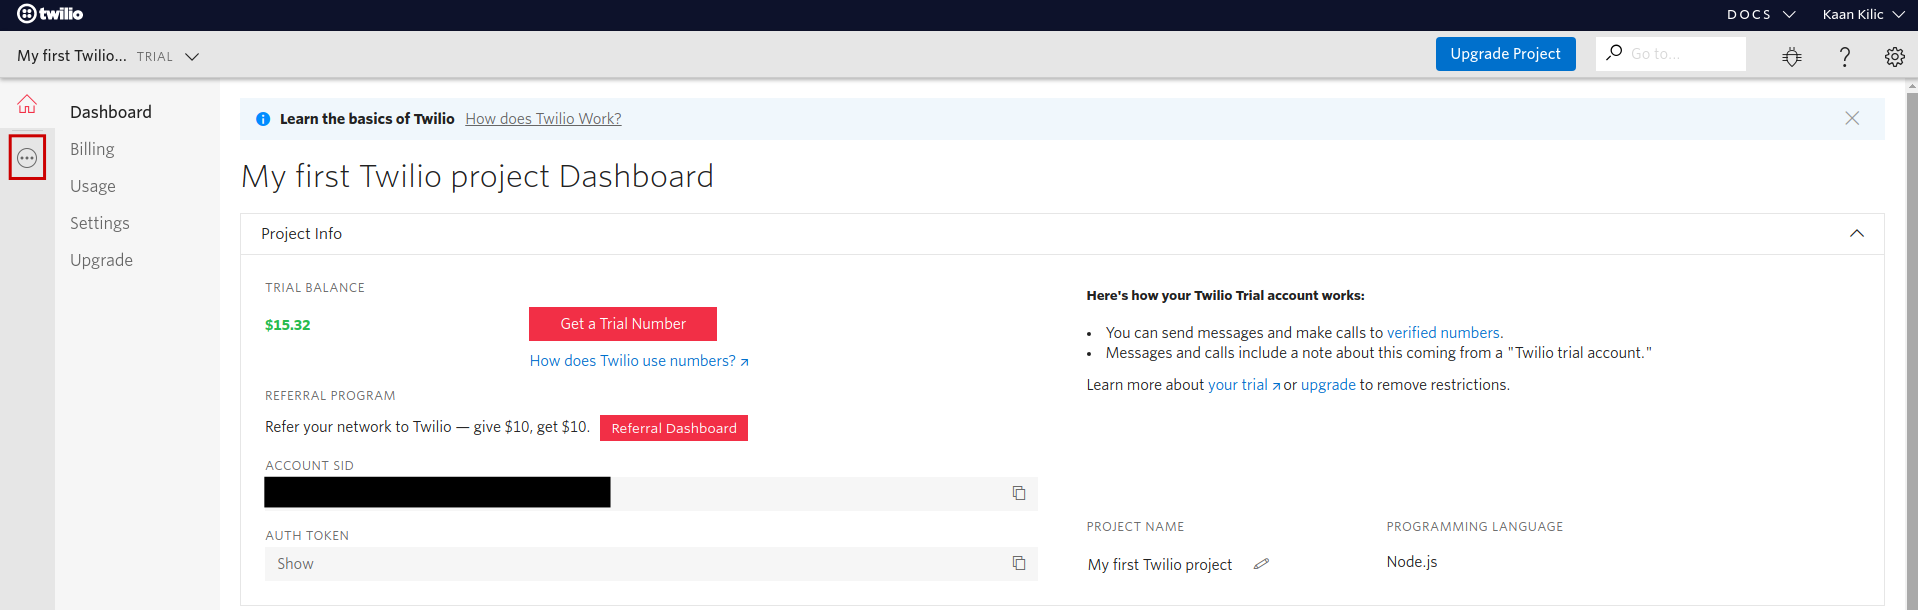 twilio
DOCS
Kaan Kilic
My first Twilio... TRIAL
Upgrade Project
Go to...
Dashboard
Billing
Usage
Settings
Upgrade
Learn the basics of Twilio How does Twilio Work?
My first Twilio project Dashboard
Project Info
TRIAL BALANCE
$15.32
Get a Trial Number
How does Twilio use numbers?
REFERRAL PROGRAM
Refer your network to Twilio — give $10, get $10. Referral Dashboard
ACCOUNT SID
AUTH TOKEN
Show
Here's how your Twilio Trial account works:
• You can send messages and make calls to verified numbers.
• Messages and calls include a note about this coming from a "Twilio trial account."
Learn more about your trial or upgrade to remove restrictions.
PROJECT NAME
My first Twilio project
PROGRAMMING LANGUAGE
Node.js